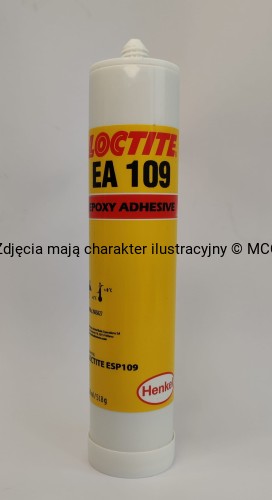 LOCTITE
EA 109
EPOXY ADHESIVE
Zdjęcia mają charakter ilustracyjny © MCC
LOCTITE ESP109
Henkel